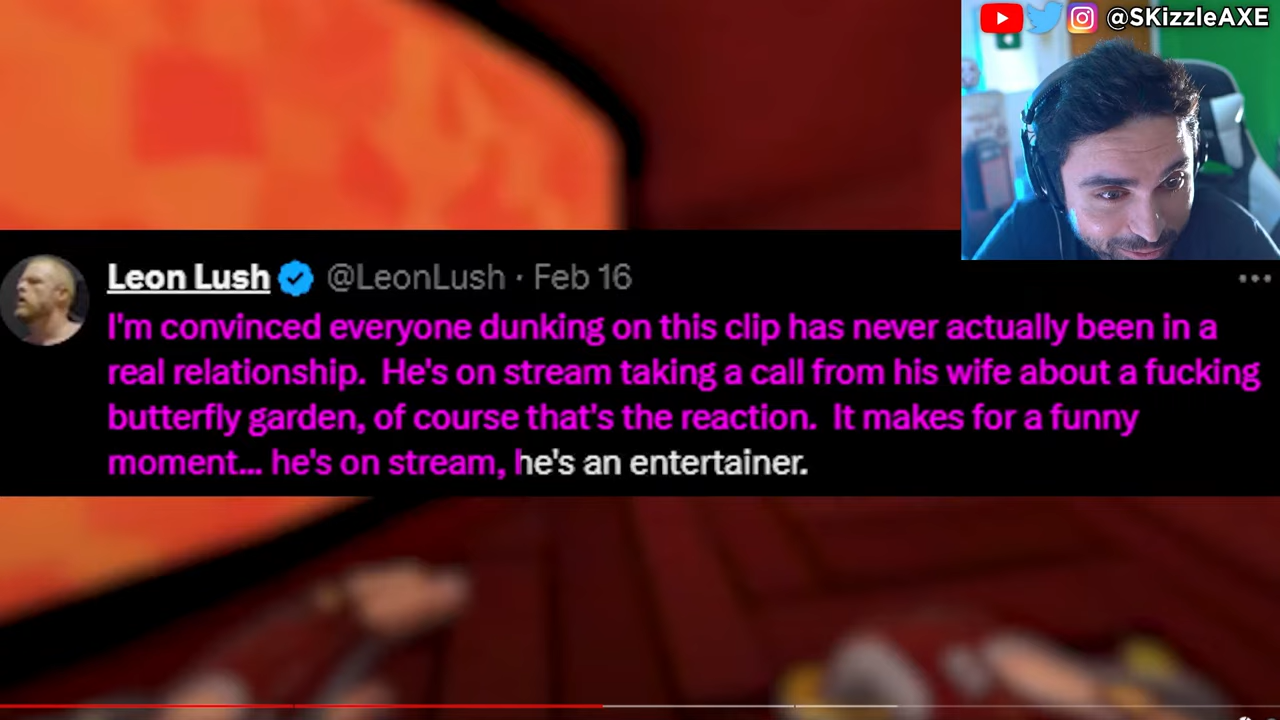 @SKizzleAXE
Leon Lush @LeonLush · Feb 16
I'm convinced everyone dunking on this clip has never actually been in a
real relationship. He's on stream taking a call from his wife about a fucking
butterfly garden, of course that's the reaction. It makes for a funny
moment... he's on stream, he's an entertainer.